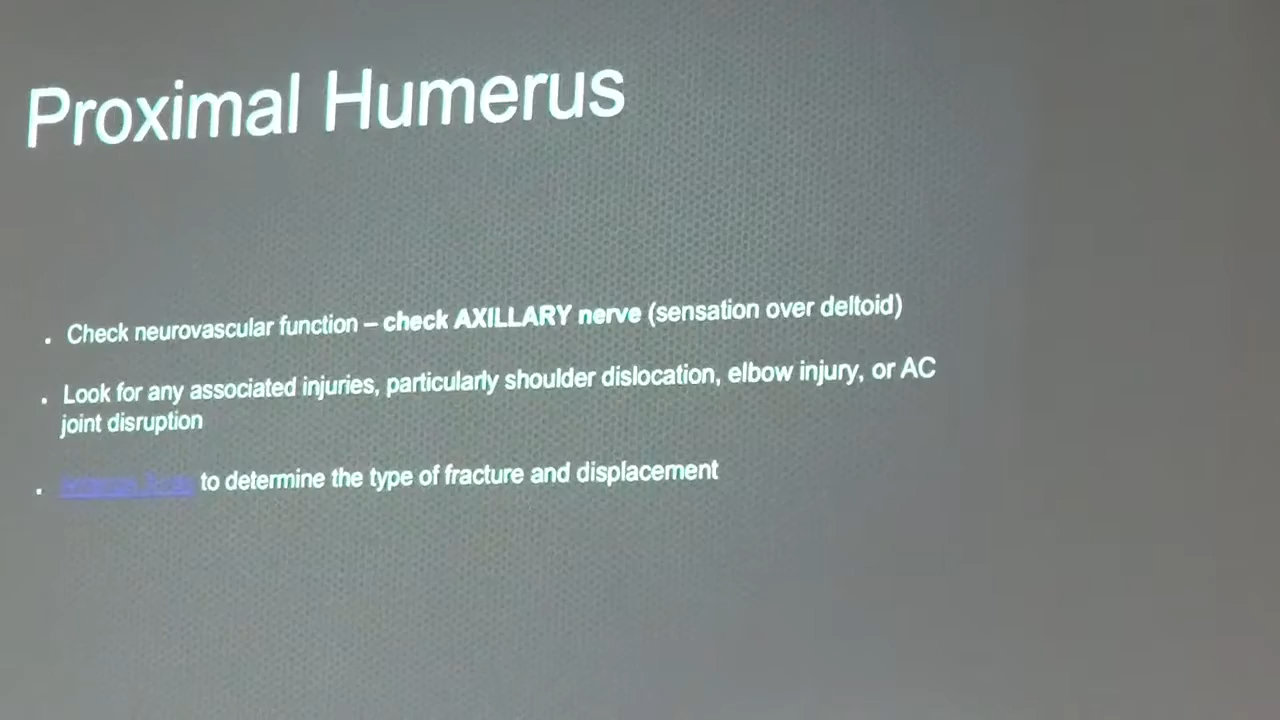 Proximal Humerus
. Check neurovascular function – check AXILLARY nerve (sensation over deltoid)
. Look for any associated injuries, particularly shoulder dislocation, elbow injury, or AC
joint disruption
. to determine the type of fracture and displacement